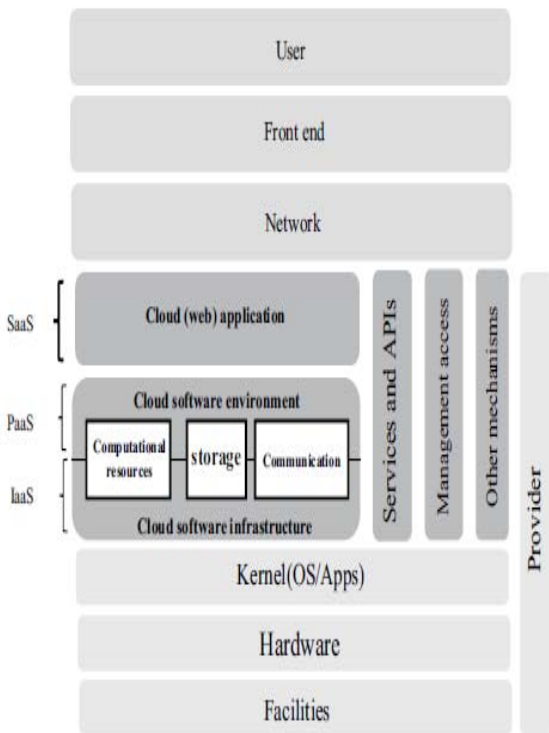 User
Front end
Network
SaaS
Cloud (web) application
PaaS
Cloud software environment
Computational
resources
storage
Communication
IaaS
Cloud software infrastructure
Services and APIs
Management access
Other mechanisms
Provider
Kernel(OS/Apps)
Hardware
Facilities